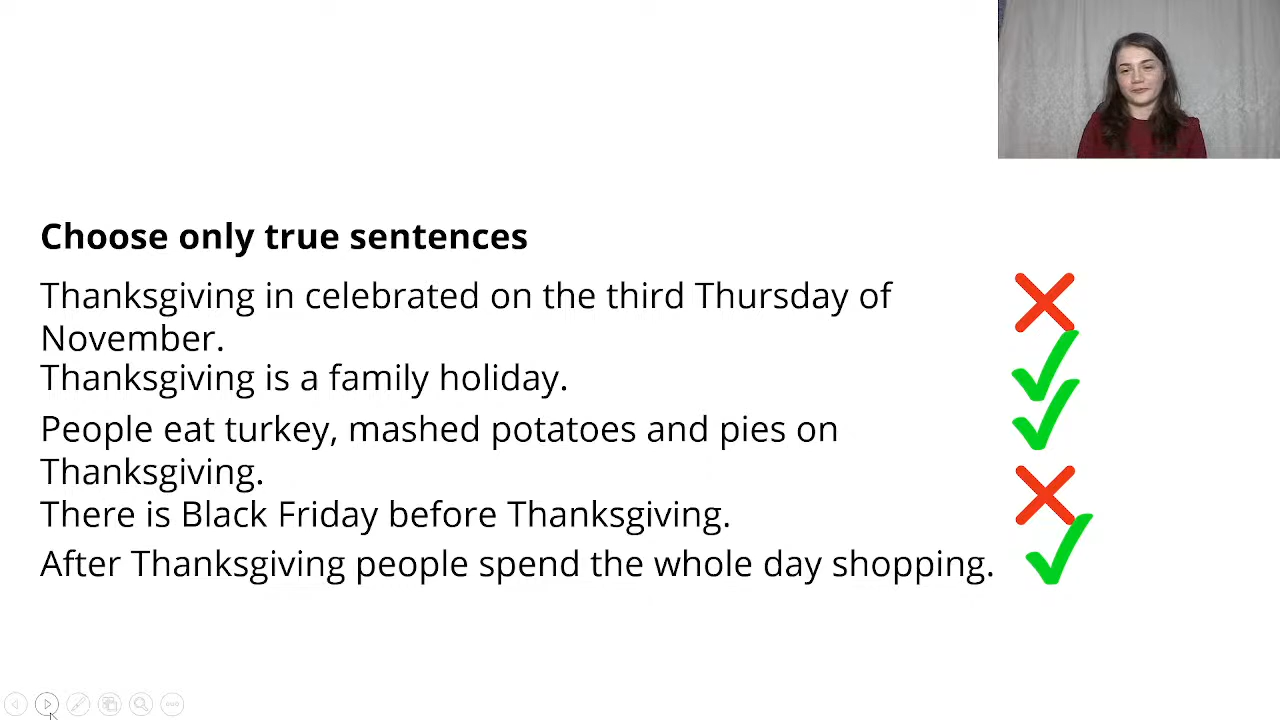 Choose only true sentences
Thanksgiving in celebrated on the third Thursday of
November.
Thanksgiving is a family holiday.
People eat turkey, mashed potatoes and pies on
Thanksgiving.
There is Black Friday before Thanksgiving.
After Thanksgiving people spend the whole day shopping.